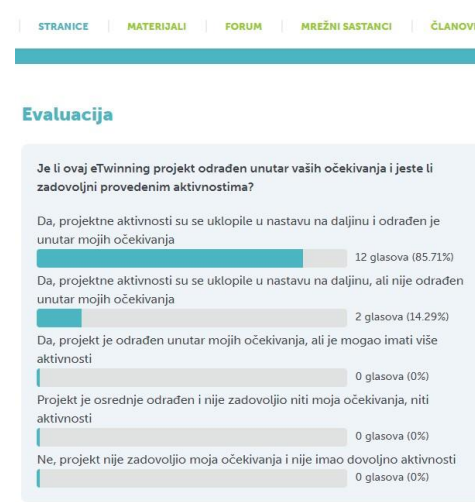 STRANICE MATERIJALI FORUM MREŽNI SASTANCI ČLANOVI
Evaluacija
Je li ovaj eTwinning projekt odrađen unutar vaših očekivanja i jeste li
zadovoljni provedenim aktivnostima?
Da, projektne aktivnosti su se uklopile u nastavu na daljinu i odrađen je
unutar mojih očekivanja
12 glasova (85.71%)
Da, projektne aktivnosti su se uklopile u nastavu na daljinu, ali nije odrađen
unutar mojih očekivanja
2 glasova (14.29%)
Da, projekt je odrađen unutar mojih očekivanja, ali je mogao imati više
aktivnosti
0 glasova (0%)
Projekt je osrednje odrađen i nije zadovoljio niti moja očekivanja, niti
aktivnosti
0 glasova (0%)
Ne, projekt nije zadovoljio moja očekivanja i nije imao dovoljno aktivnosti
0 glasova (0%)